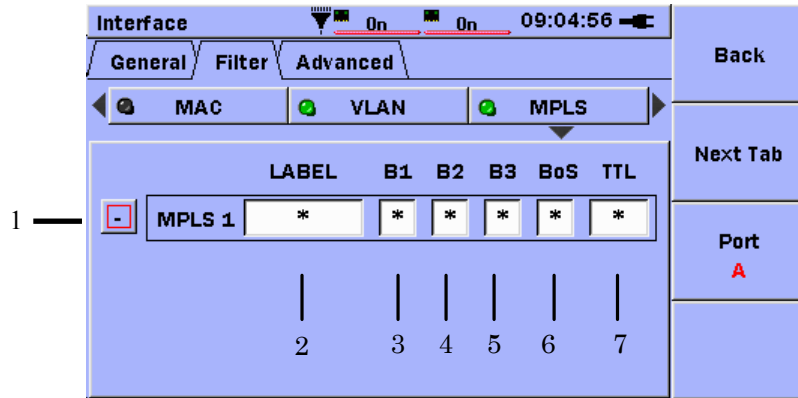 Interface 0n 0n 09:04:56
General Filter Advanced
MAC VLAN MPLS
LABEL B1 B2 B3 BoS TTL
1 - MPLS 1 * * * * * *
2 3 4 5 6 7
Back
Next Tab
Port
A